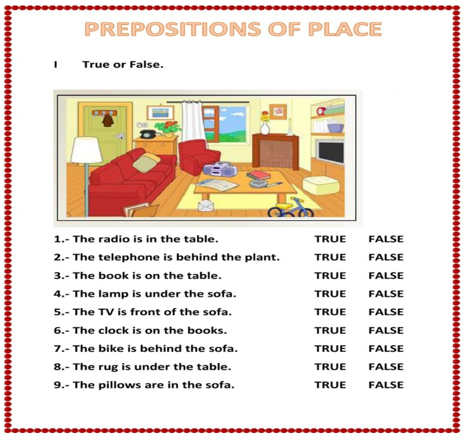 PREPOSITIONS OF PLACE
I True or False.
1.- The radio is in the table. TRUE FALSE
2.- The telephone is behind the plant. TRUE FALSE
3.- The book is on the table. TRUE FALSE
4.- The lamp is under the sofa. TRUE FALSE
5.- The TV is front of the sofa. TRUE FALSE
6.- The clock is on the books. TRUE FALSE
7.- The bike is behind the sofa. TRUE FALSE
8.- The rug is under the table. TRUE FALSE
9.- The pillows are in the sofa. TRUE FALSE